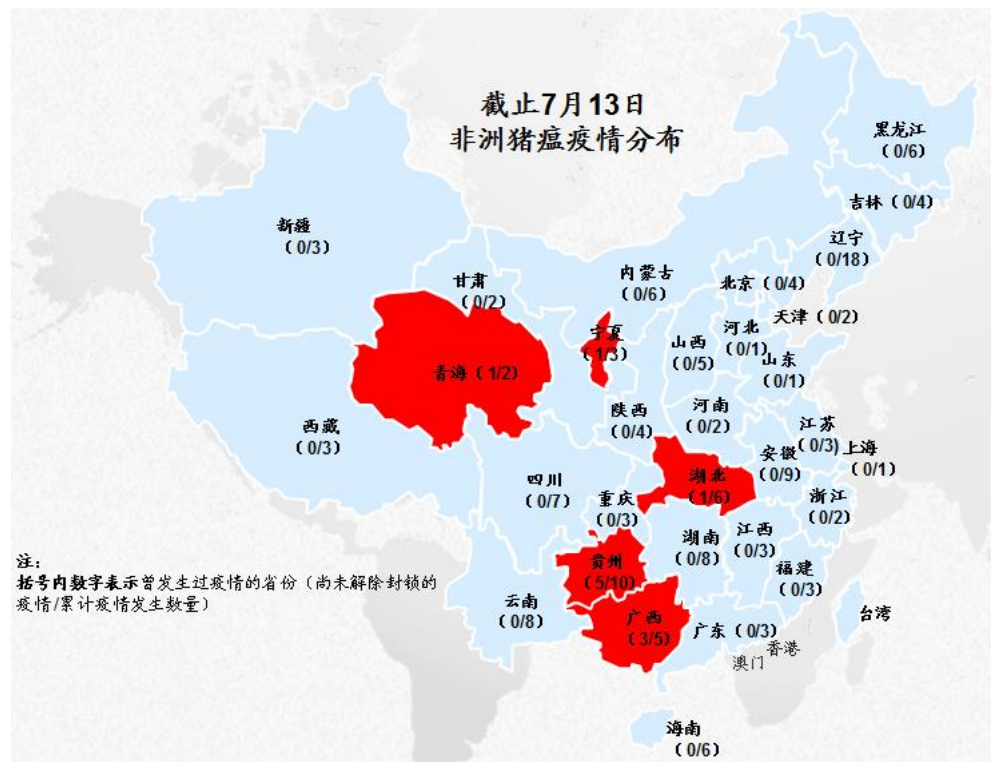 截止7月13日
非洲猪瘟疫情分布
黑龙江
（0/6）
吉林（0/4）
辽宁
（0/18）
新疆
（0/3）
内蒙古
（0/6）
甘肃
（0/2）
北京（0/4）
天津（0/2）
河北
（0/1）
宁夏
（1/3）
山西
（0/5）
山东
（0/1）
青海（1/2）
陕西
（0/4）
河南
（0/2）
江苏
（0/3）
西藏
（0/3）
安徽
（0/9）
上海
（0/1）
四川
（0/7）
湖北
（1/6）
重庆
（0/3）
浙江
（0/2）
湖南
（0/8）
江西
（0/3）
贵州
（5/10）
福建
（0/3）
注：
括号内数字表示曾发生过疫情的省份（尚未解除封锁的
疫情/累计疫情发生数量）
云南
（0/8）
广西
（3/5）
广东（0/3）
台湾
香港
澳门
海南
（0/6）